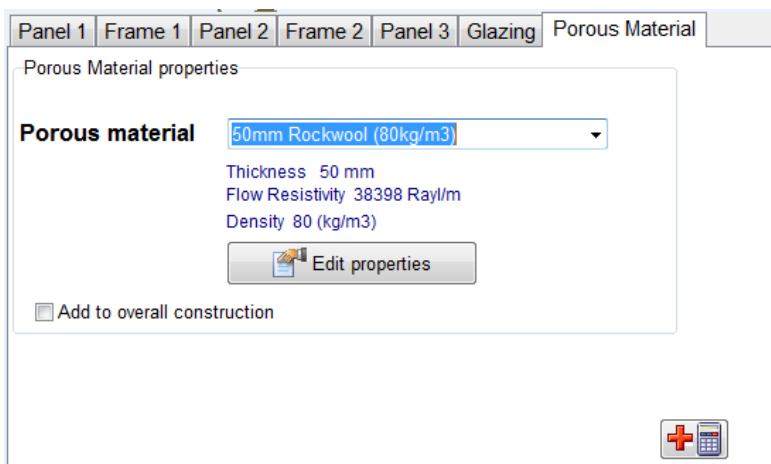 Panel 1 Frame 1 Panel 2 Frame 2 Panel 3 Glazing Porous Material
Porous Material properties
Porous material 50mm Rockwool (80kg/m3)
Thickness 50 mm
Flow Resistivity 38398 Rayl/m
Density 80 (kg/m3)
Edit properties
Add to overall construction